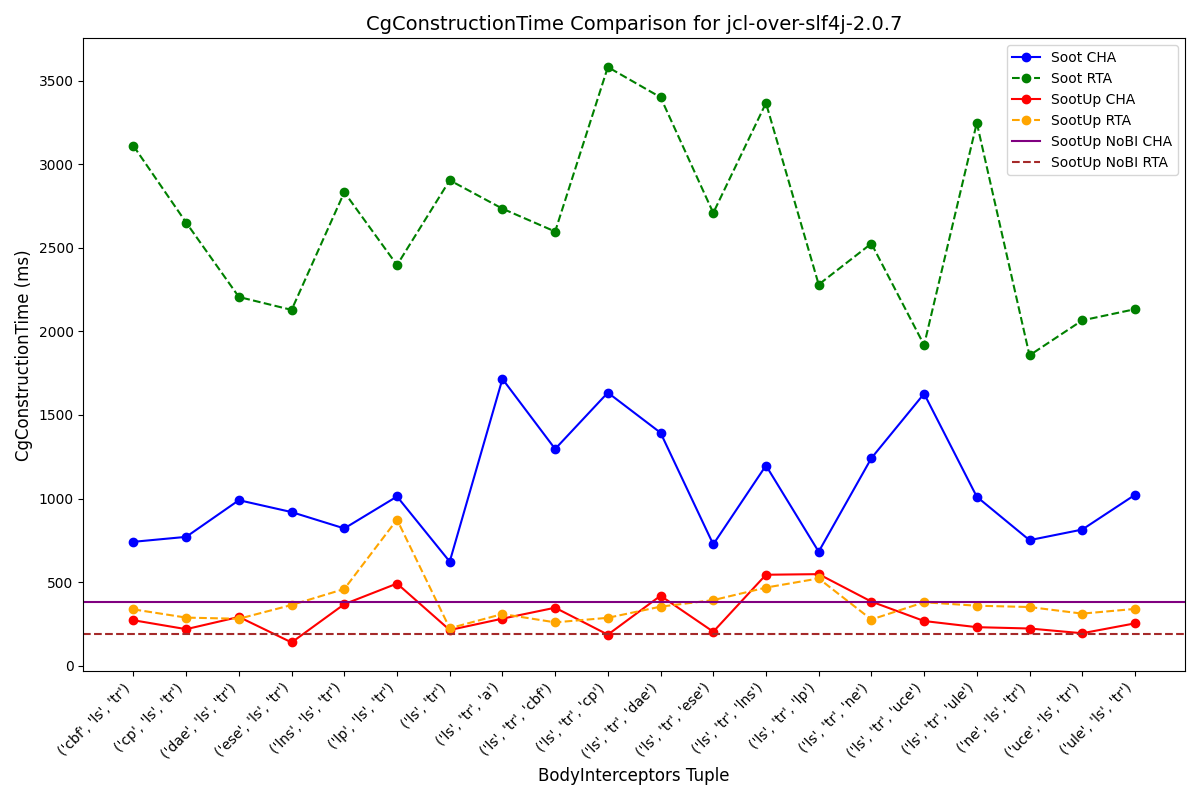 CgConstructionTime Comparison for jcl-over-slf4j-2.0.7
Soot CHA
Soot RTA
SootUp CHA
SootUp RTA
SootUp NoBI CHA
SootUp NoBI RTA
CgConstructionTime (ms)
3500
3000
2500
2000
1500
1000
500
0
('cbf', 'ls', 'tr')
('cp', 'ls', 'tr')
('dae', 'ls', 'tr')
('ese', 'ls', 'tr')
('lns', 'ls', 'tr')
('lp', 'ls', 'tr')
('ls', 'tr')
('ls', 'tr', 'a')
('ls', 'tr', 'cbf')
('ls', 'tr', 'cp')
('ls', 'tr', 'dae')
('ls', 'tr', 'ese')
('ls', 'tr', 'lns')
('ls', 'tr', 'lp')
('ls', 'tr', 'ne')
('ls', 'tr', 'uce')
('ls', 'tr', 'ule')
('ne', 'ls', 'tr')
('uce', 'ls', 'tr')
('ule', 'ls', 'tr')
BodyInterceptors Tuple